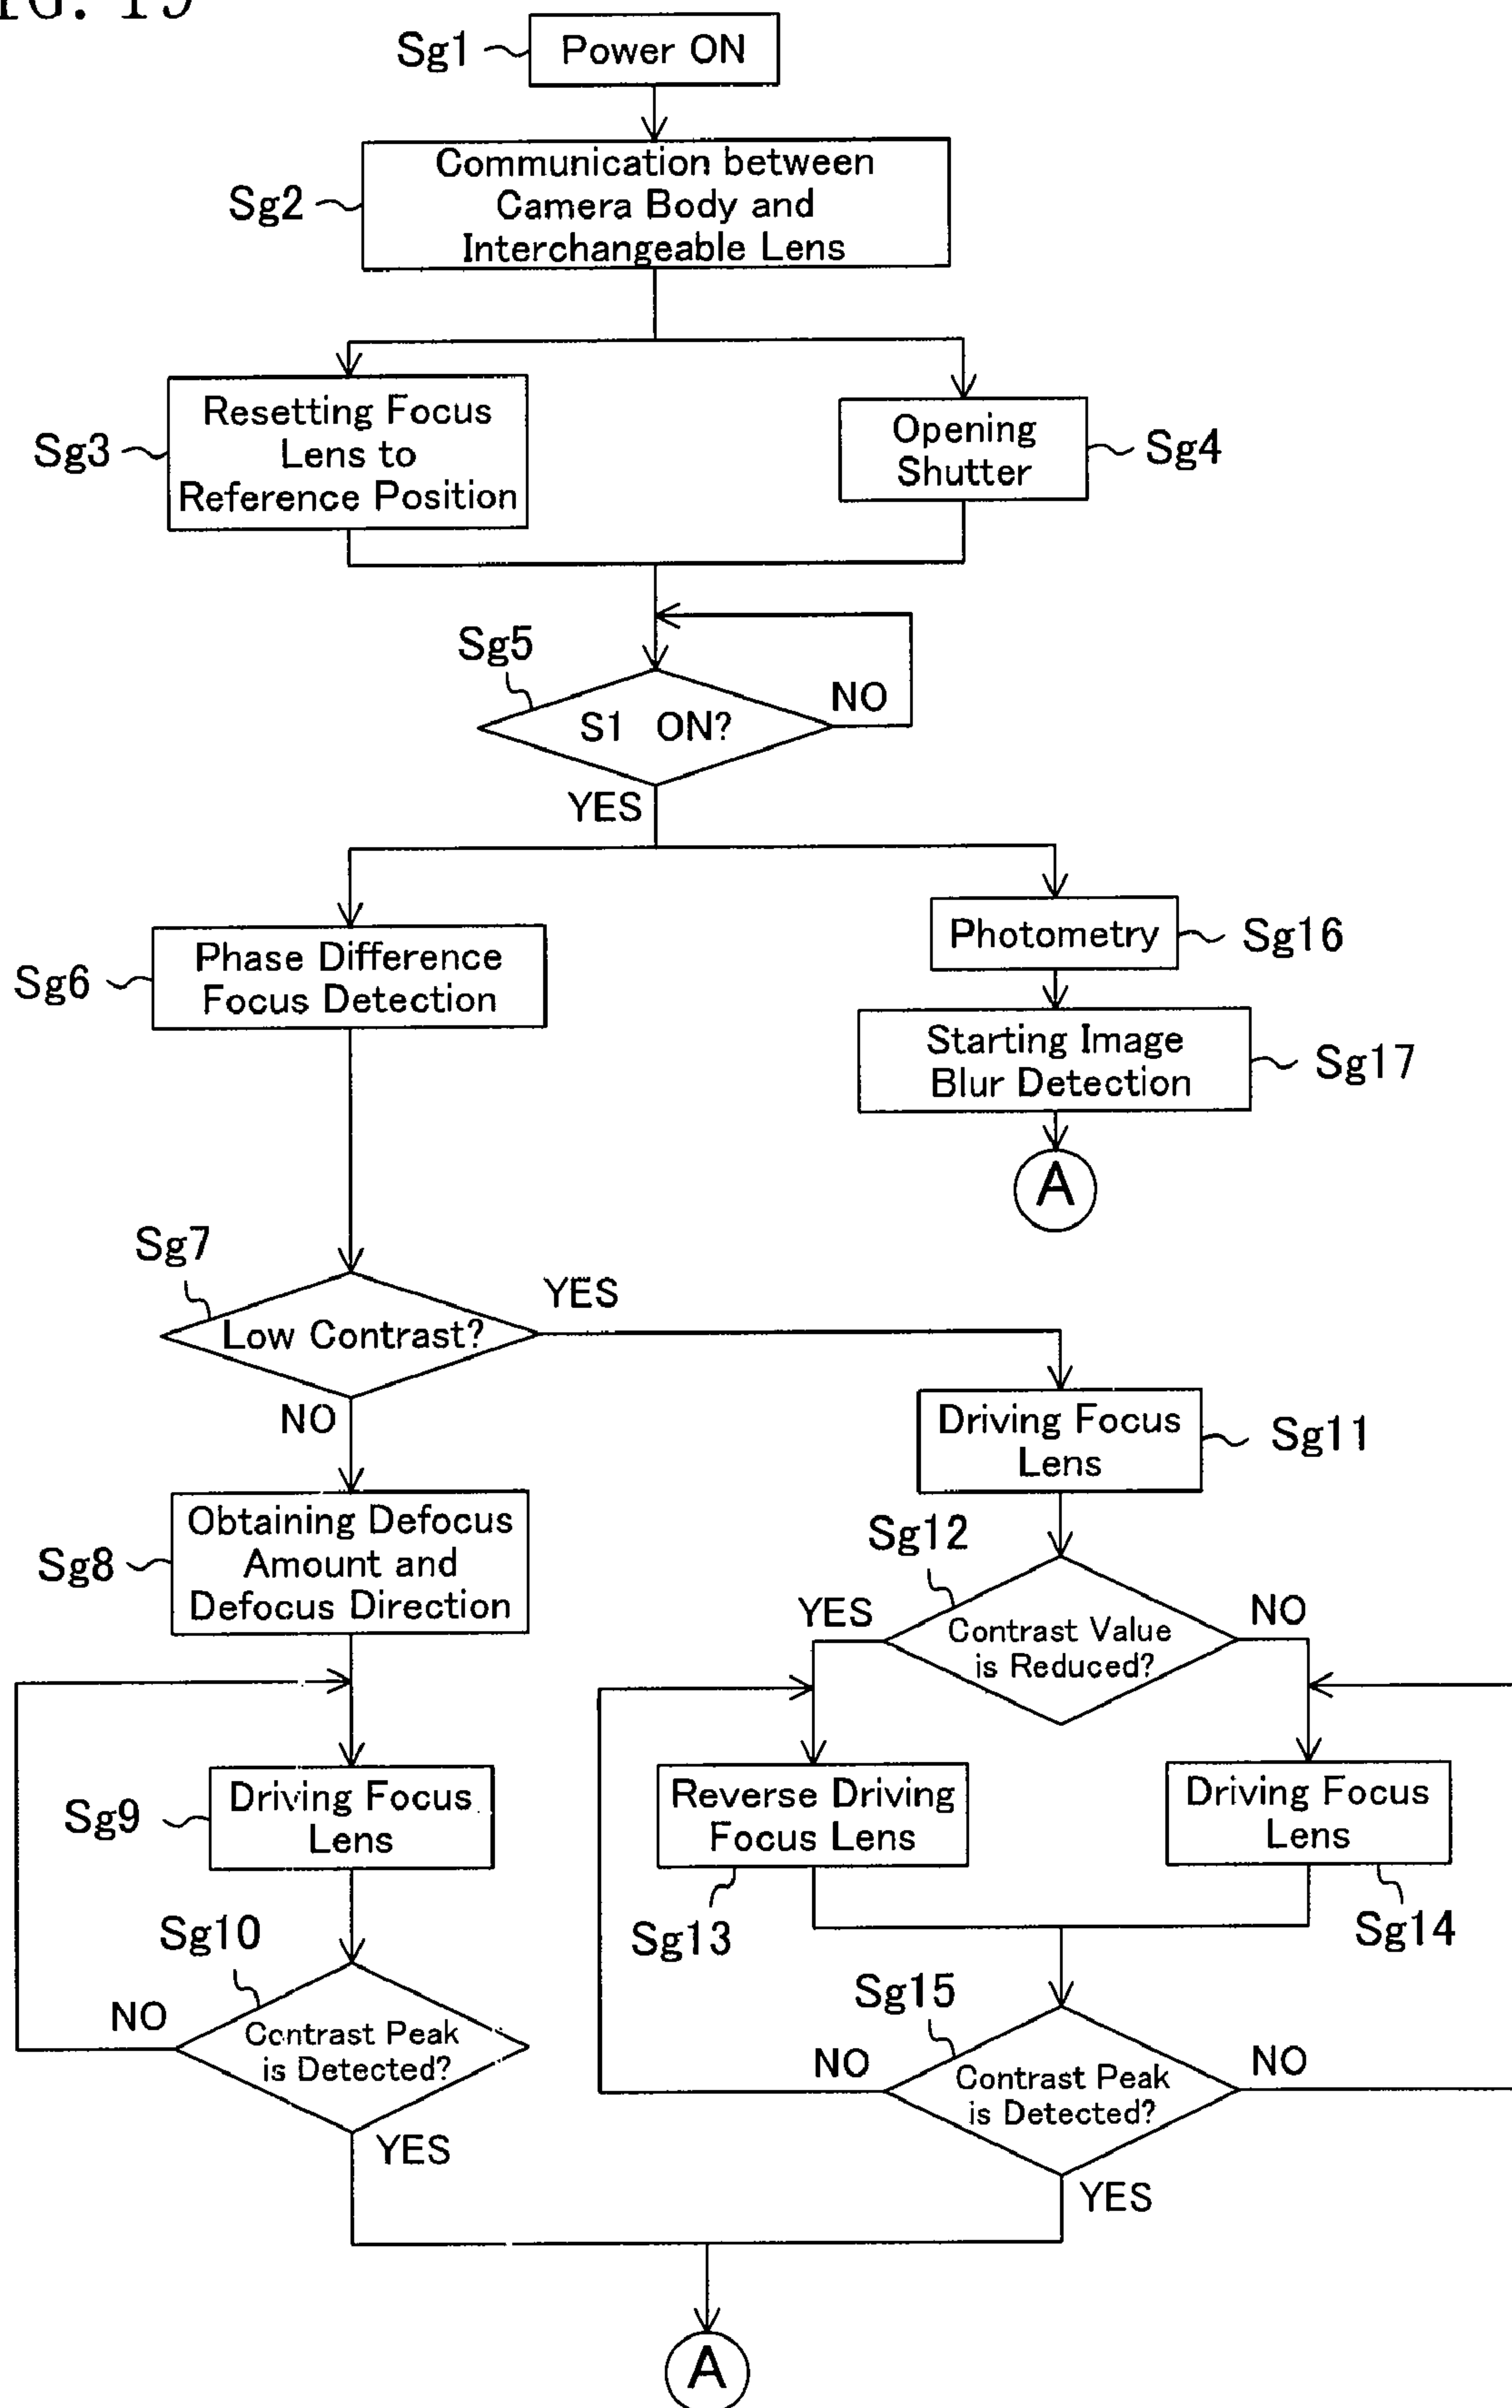 FIG. 19
Sg1
Power ON
Sg2
Communication between
Camera Body and
Interchangeable Lens
Sg3
Resetting Focus
Lens to
Reference Position
Opening
Shutter
Sg4
Sg5
S1 ON?
NO
YES
Sg6
Phase Difference
Focus Detection
Photometry
Sg16
Starting Image
Blur Detection
Sg17
A
Sg7
Low Contrast?
YES
NO
Driving Focus
Lens
Sg11
Sg8
Obtaining Defocus
Amount and
Defocus Direction
Sg12
YES
Contrast Value
is Reduced?
NO
Sg9
Driving Focus
Lens
Reverse Driving
Focus Lens
Sg13
Driving Focus
Lens
Sg14
Sg10
NO
Contrast Peak
is Detected?
YES
Sg15
NO
Contrast Peak
is Detected?
NO
YES
A